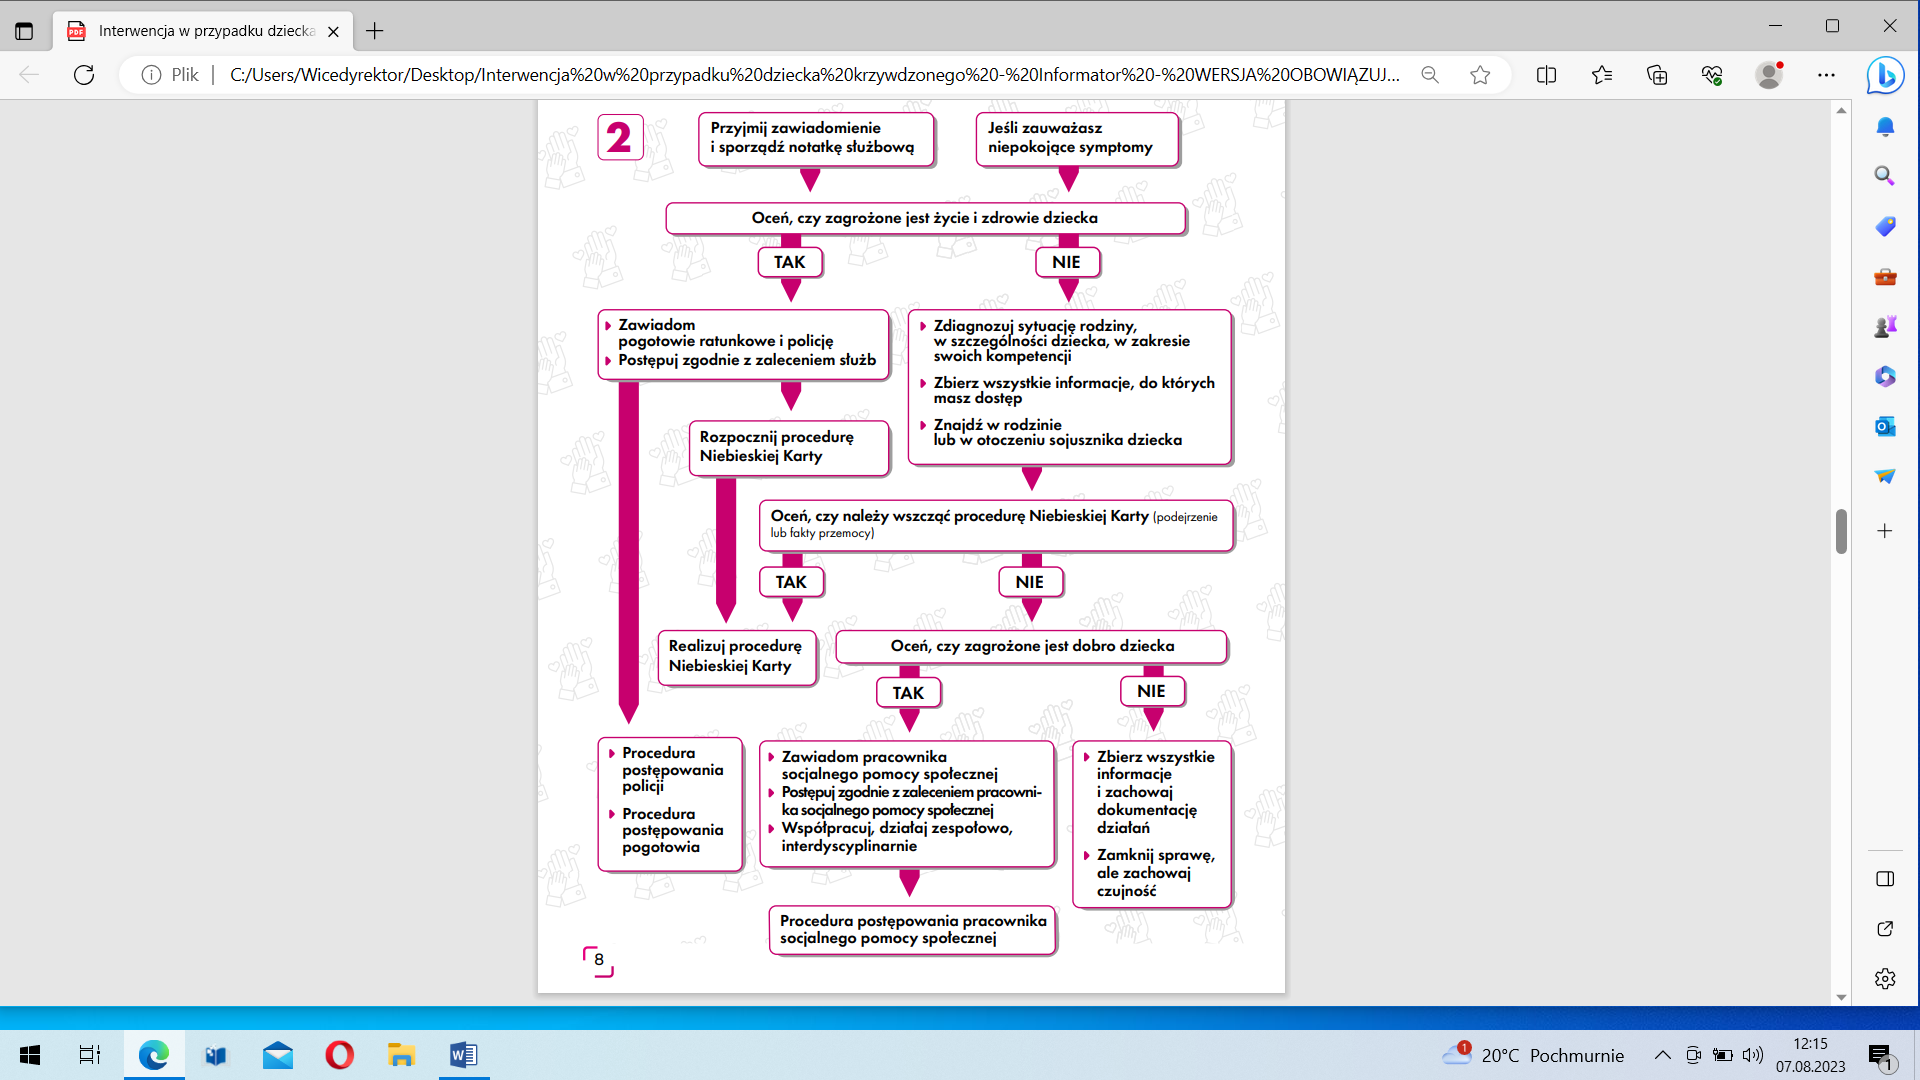 Interwencja w przypadku dziecka
Plik
C:/Users/Wicedyrektor/Desktop/Interwencja%20w%20przypadku%20dziecka%20krzywdzonego%20-%20Informator%20-%20WERSJA%20OBOWIĄZUJ...
2
Przyjmij zawiadomienie
i sporządź notatkę służbową
Jeśli zauważasz
niepokojące symptomy
Oceń, czy zagrożone jest życie i zdrowie dziecka
TAK
NIE
Zawiadom
pogotowie ratunkowe i policję
Postępuj zgodnie z zaleceniem służb
Zdiagnozuj sytuację rodziny,
w szczególności dziecka, w zakresie
swoich kompetencji
Zbierz wszystkie informacje, do których
masz dostęp
Znajdź w rodzinie
lub w otoczeniu sojusznika dziecka
Rozpocznij procedurę
Niebieskiej Karty
Oceń, czy należy wszcząć procedurę Niebieskiej Karty (podejrzenie
lub fakty przemocy)
TAK
NIE
Realizuj procedurę
Niebieskiej Karty
Oceń, czy zagrożone jest dobro dziecka
TAK
NIE
Procedura
postępowania
policji
Procedura
postępowania
pogotowia
Zawiadom pracownika
socjalnego pomocy społecznej
Postępuj zgodnie z zaleceniem pracowni-
ka socjalnego pomocy społecznej
Współpracuj, działaj zespołowo,
interdyscyplinarnie
Zbierz wszystkie
informacje
i zachowaj
dokumentację
działań
Zamknij sprawę,
ale zachowaj
czujność
Procedura postępowania pracownika
socjalnego pomocy społecznej
8
1
20°C Pochmurnie
12:15
07.08.2023
1